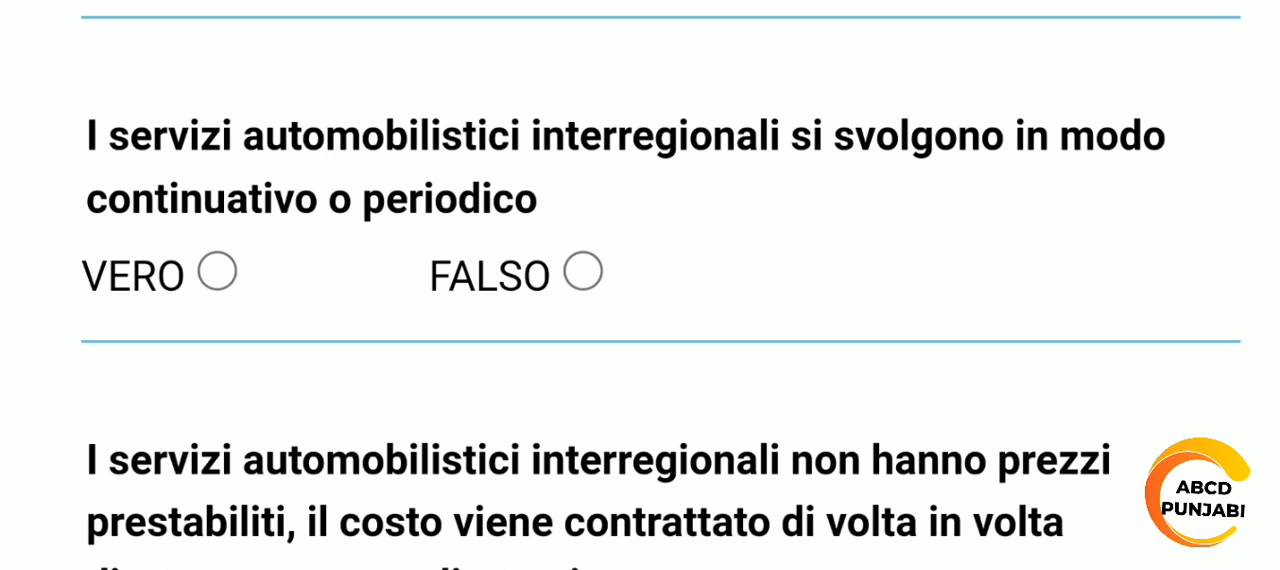 I servizi automobilistici interregionali si svolgono in modo
continuativo o periodico
VERO
FALSO
I servizi automobilistici interregionali non hanno prezzi
prestabiliti, il costo viene contrattato di volta in volta
ABCD
PUNJABI